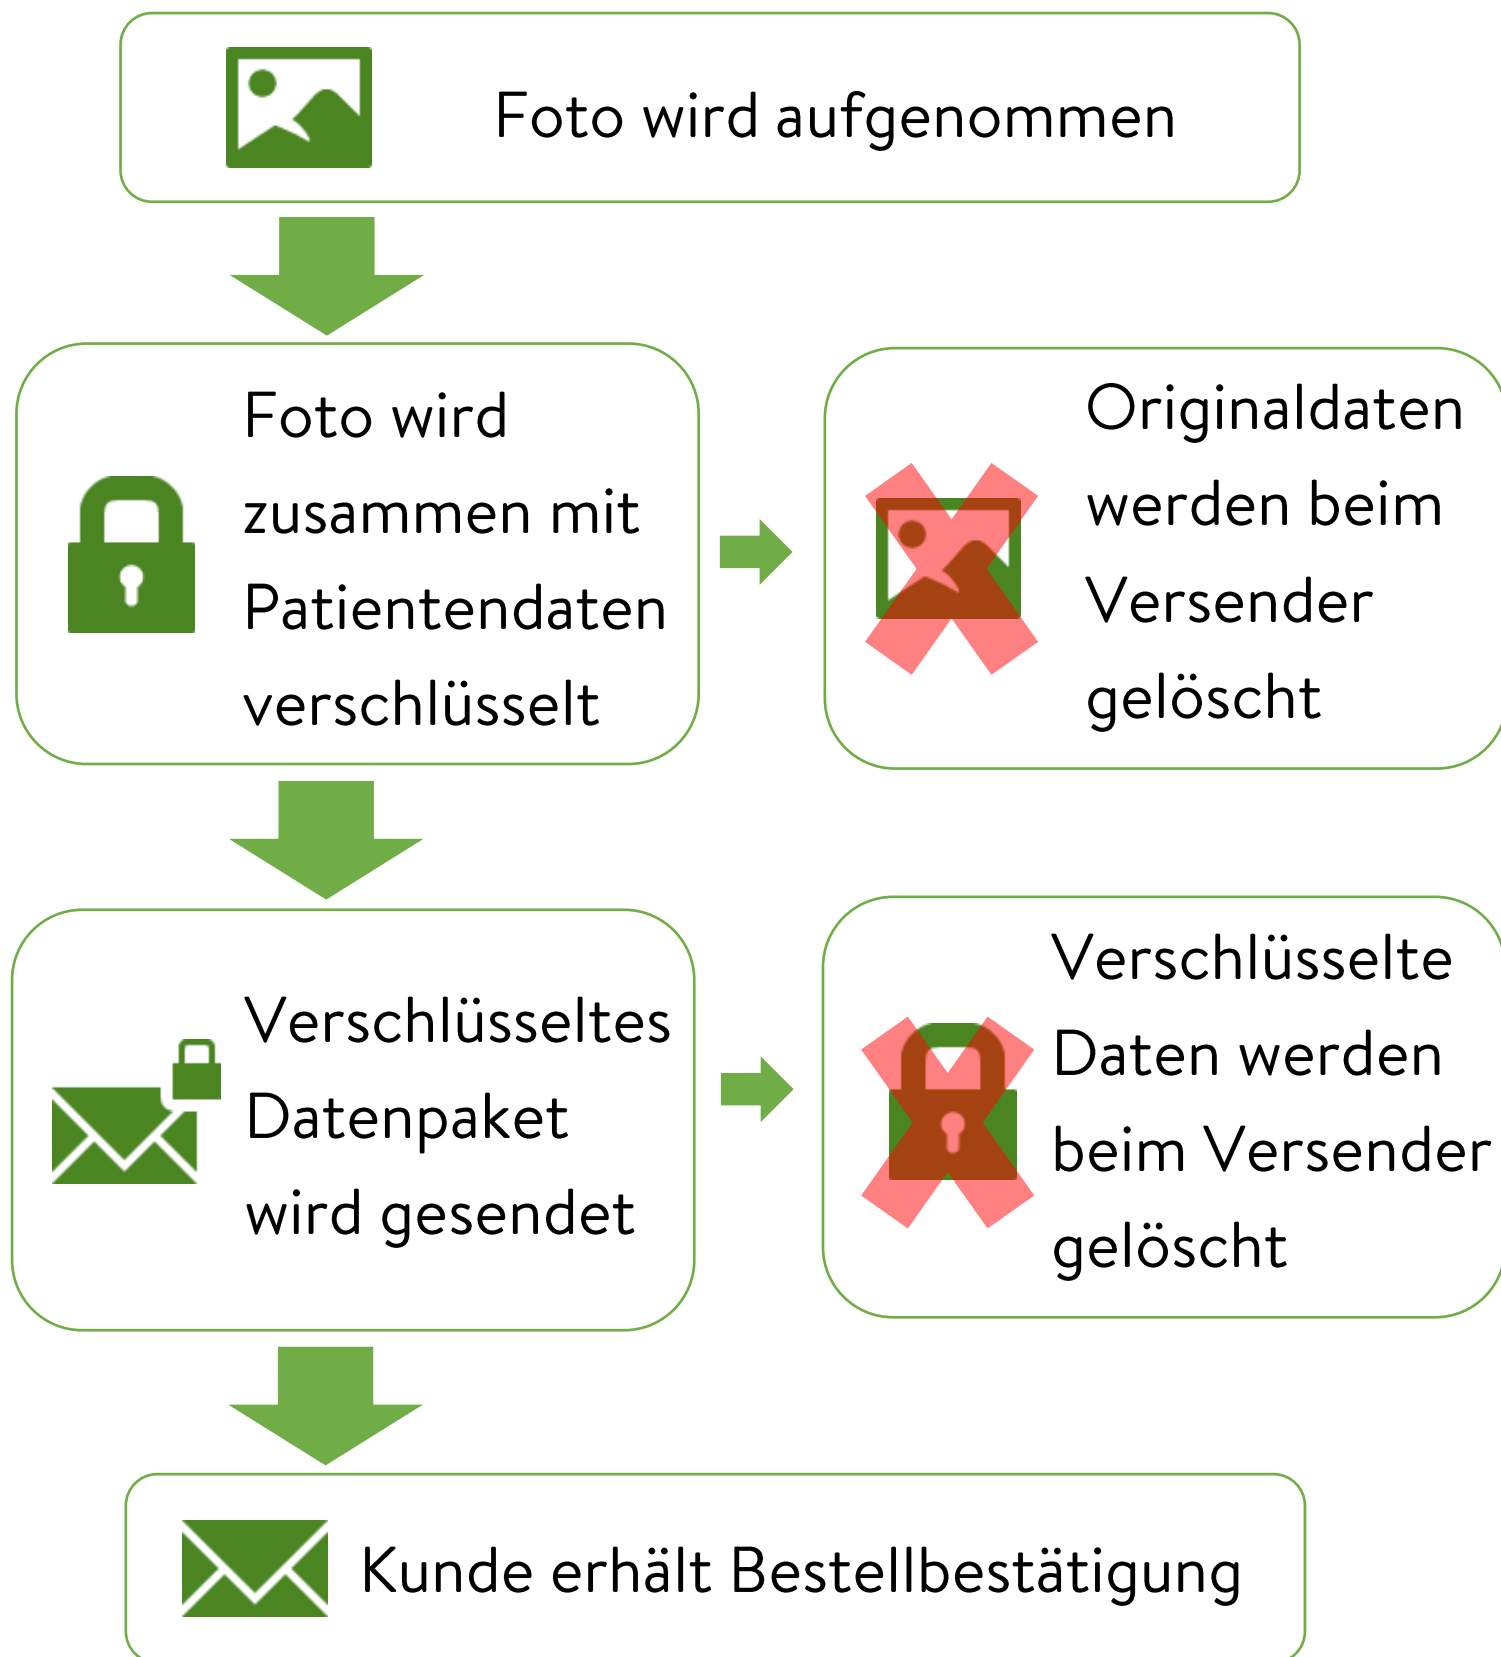 Foto wird aufgenommen
Foto wird
zusammen mit
Patientendaten
verschlüsselt
Originaldaten
werden beim
Versender
gelöscht
Verschlüsseltes
Datenpaket
wird gesendet
Verschlüsselte
Daten werden
beim Versender
gelöscht
Kunde erhält Bestellbestätigung